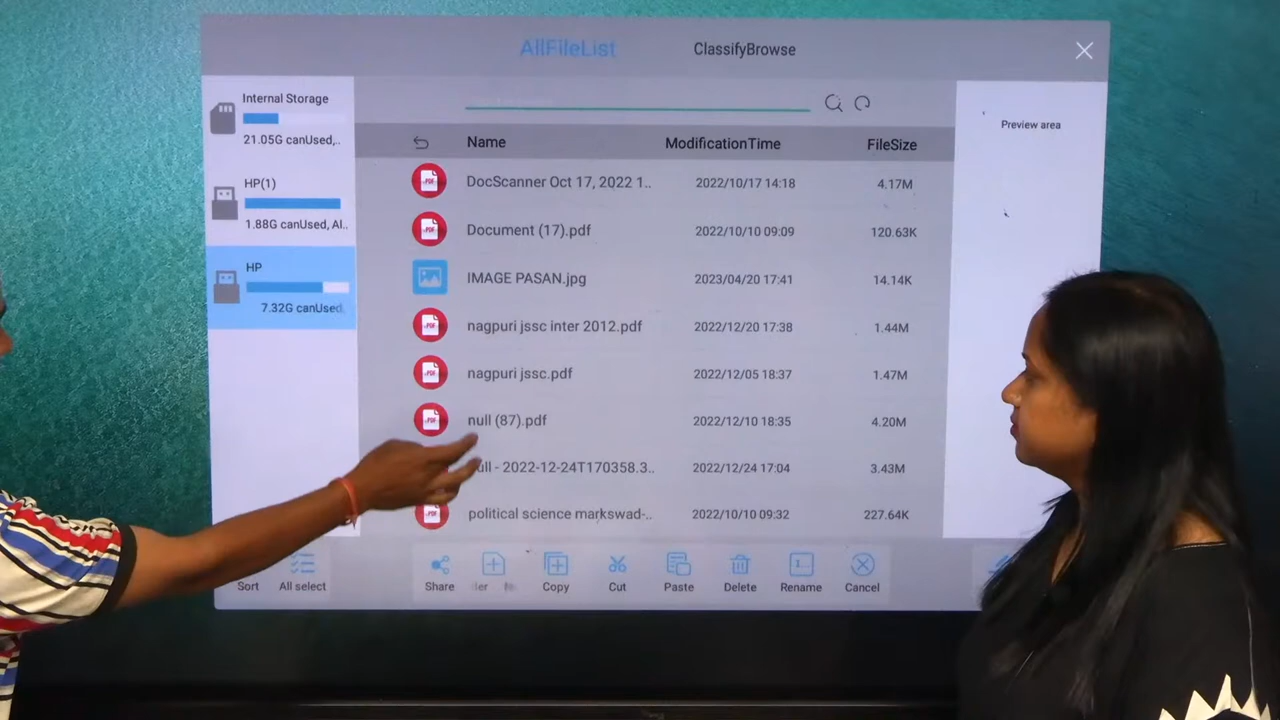 AllFileList ClassifyBrowse
Internal Storage
21.05G canUsed,..
HP(1)
1.88G canUsed, Al..
HP
7.32G canUsed,
Preview area
Name ModificationTime FileSize
DocScanner Oct 17, 2022 1.. 2022/10/17 14:18 4.17M
Document (17).pdf 2022/10/10 09:09 120.63K
IMAGE PASAN.jpg 2023/04/20 17:41 14.14K
nagpuri jssc inter 2012.pdf 2022/12/20 17:38 1.44M
nagpuri jssc.pdf 2022/12/05 18:37 1.47M
null (87).pdf 2022/12/10 18:35 4.20M
ull - 2022-12-24T170358.3.. 2022/12/24 17:04 3.43M
political science markswad-.. 2022/10/10 09:32 227.64K
Sort All select Share Copy Cut Paste Delete Rename Cancel